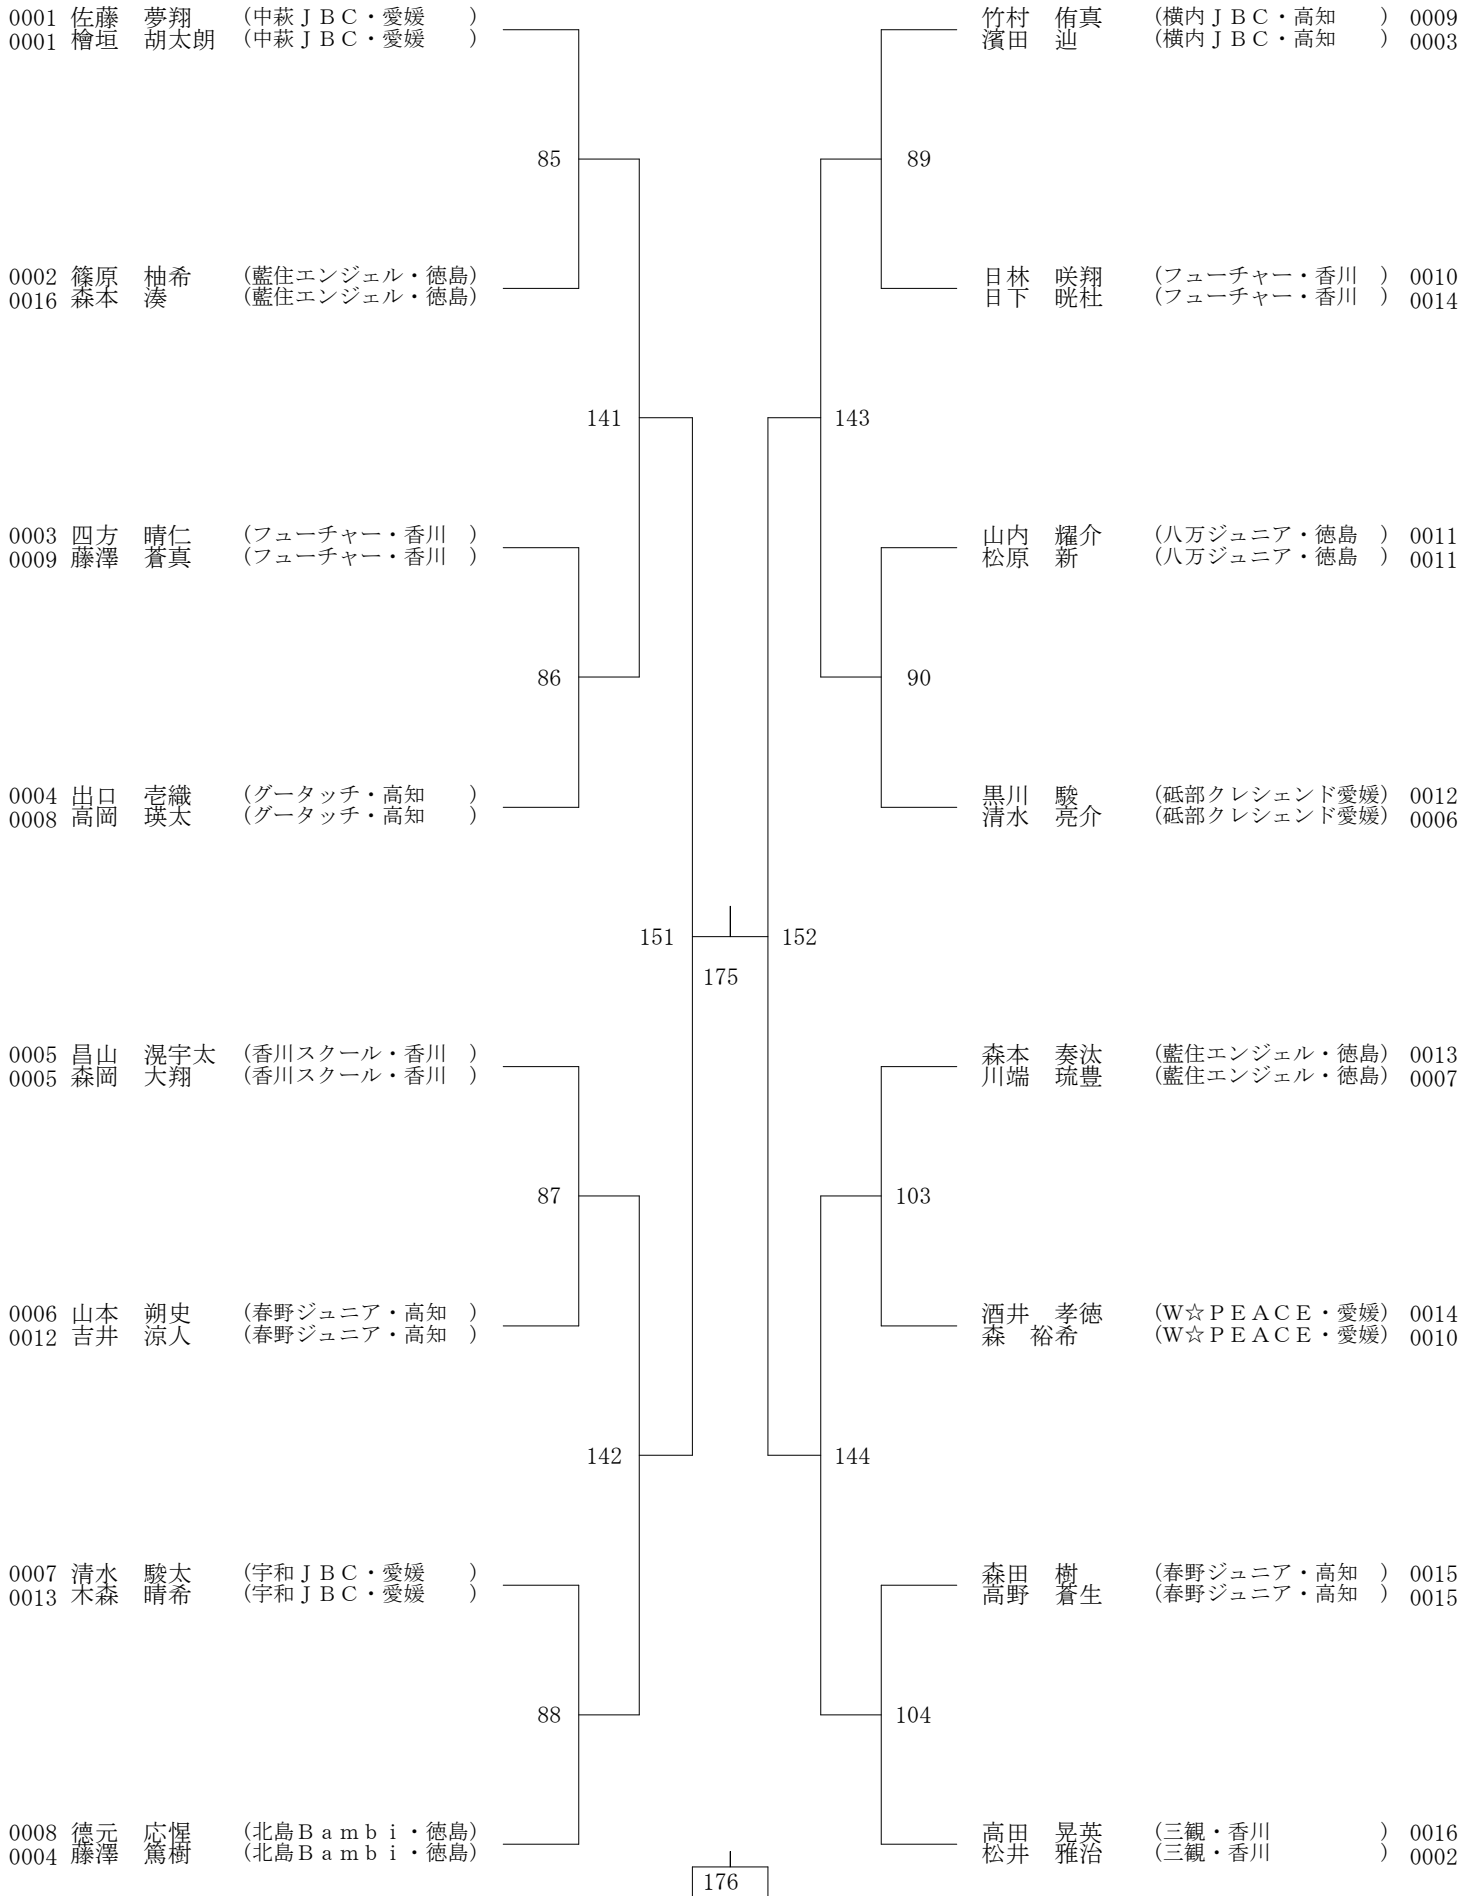 0001 佐藤　夢翔　(中萩ＪＢＣ・愛媛　　)
0001 檜垣　胡太朗　(中萩ＪＢＣ・愛媛　　)
85
0002 篠原　柚希　(藍住エンジェル・徳島)
0016 森本　湊　(藍住エンジェル・徳島)
141
0003 四方　晴仁　(フューチャー・香川　)
0009 藤澤　蒼真　(フューチャー・香川　)
86
0004 出口　壱織　(グータッチ・高知　　)
0008 高岡　瑛太　(グータッチ・高知　　)
151
175
0005 昌山　滉宇太　(香川スクール・香川　)
0005 森岡　大翔　(香川スクール・香川　)
87
0006 山本　朔史　(春野ジュニア・高知　)
0012 吉井　涼人　(春野ジュニア・高知　)
142
0007 清水　駿太　(宇和ＪＢＣ・愛媛　　)
0013 木森　晴希　(宇和ＪＢＣ・愛媛　　)
88
0008 德元　応惺　(北島Ｂａｍｂｉ・徳島)
0004 藤澤　篤樹　(北島Ｂａｍｂｉ・徳島)
竹村　侑真　(横内ＪＢＣ・高知　　) 0009
濱田　辿　(横内ＪＢＣ・高知　　) 0003
89
日林　咲翔　(フューチャー・香川　) 0010
日下　晄杜　(フューチャー・香川　) 0014
143
山内　耀介　(八万ジュニア・徳島　) 0011
松原　新　(八万ジュニア・徳島　) 0011
90
黒川　駿　(砥部クレシェンド愛媛) 0012
清水　亮介　(砥部クレシェンド愛媛) 0006
152
森本　奏汰　(藍住エンジェル・徳島) 0013
川端　琉豊　(藍住エンジェル・徳島) 0007
103
酒井　孝徳　(Ｗ☆ＰＥＡＣＥ・愛媛) 0014
森　裕希　(Ｗ☆ＰＥＡＣＥ・愛媛) 0010
144
森田　樹　(春野ジュニア・高知　) 0015
高野　蒼生　(春野ジュニア・高知　) 0015
104
高田　晃英　(三観・香川　　　　　) 0016
松井　雅治　(三観・香川　　　　　) 0002
176